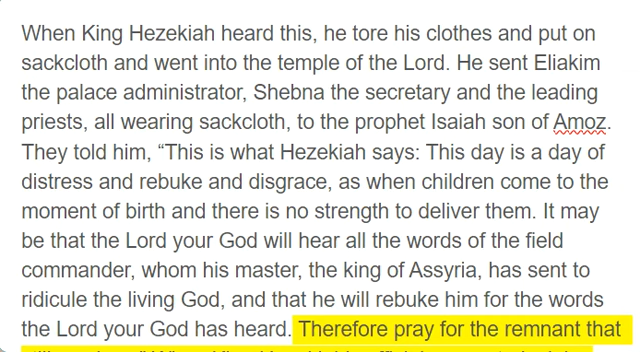 When King Hezekiah heard this, he tore his clothes and put on
sackcloth and went into the temple of the Lord. He sent Eliakim
the palace administrator, Shebna the secretary and the leading
priests, all wearing sackcloth, to the prophet Isaiah son of Amoz.
They told him, “This is what Hezekiah says: This day is a day of
distress and rebuke and disgrace, as when children come to the
moment of birth and there is no strength to deliver them. It may
be that the Lord your God will hear all the words of the field
commander, whom his master, the king of Assyria, has sent to
ridicule the living God, and that he will rebuke him for the words
the Lord your God has heard. Therefore pray for the remnant that